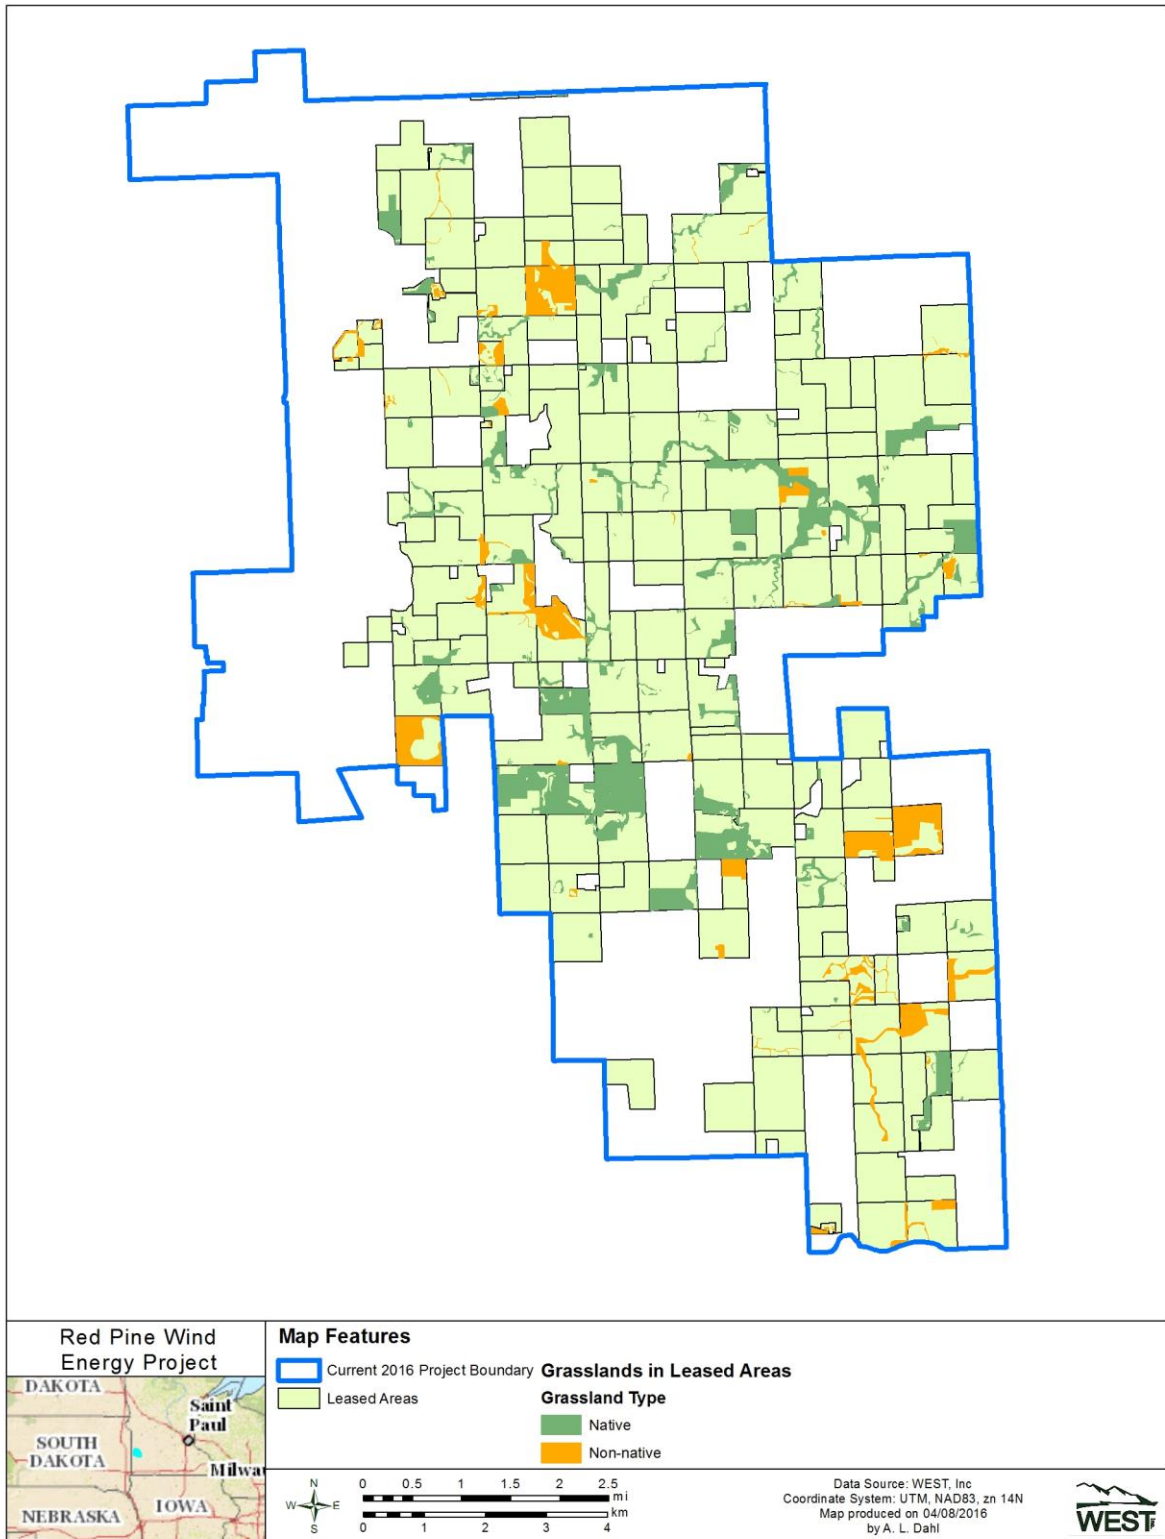 Red Pine Wind
Energy Project
DAKOTA
Saint
Paul
SOUTH
DAKOTA
NEBRASKA
IOWA
Map Features
Current 2016 Project Boundary
Leased Areas
Grasslands in Leased Areas
Grassland Type
Native
Non-native
N
W E
S
0 0.5 1 1.5 2 2.5
mi
km
0 1 2 3 4
Data Source: WEST, Inc
Coordinate System: UTM, NAD83, zn 14N
Map produced on 04/08/2016
by A. L. Dahl
WEST